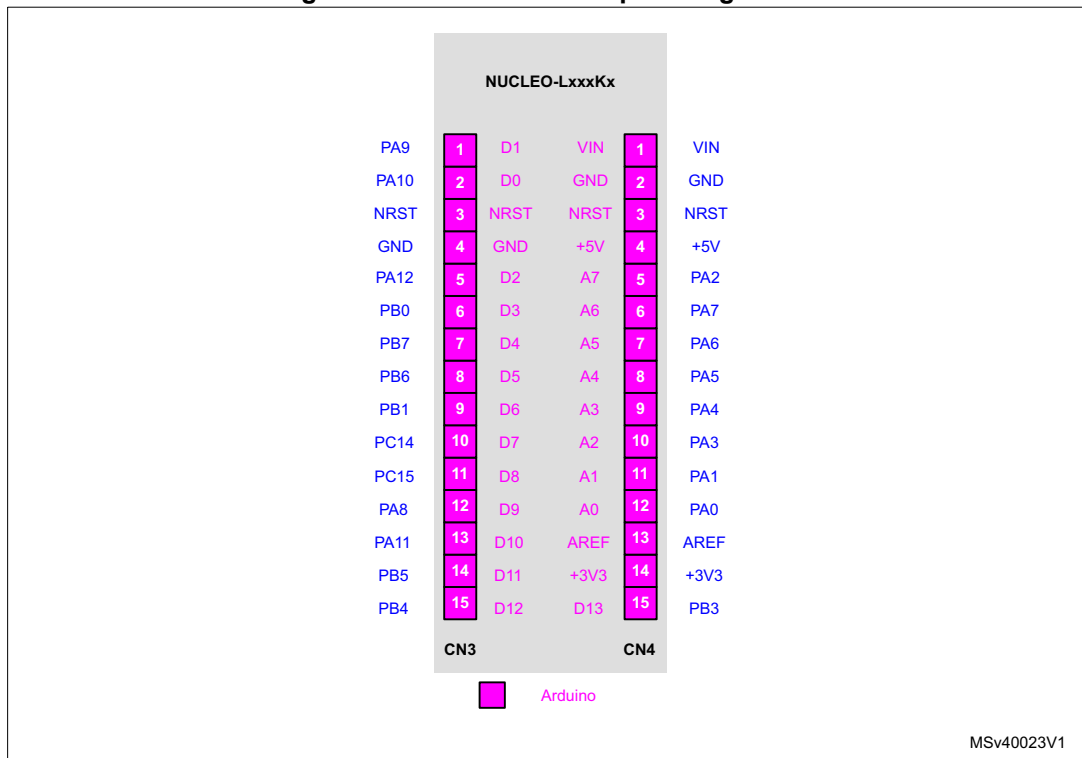 NUCLEO-LxxxKx
PA9 1 D1 VIN 1 VIN
PA10 2 D0 GND 2 GND
NRST 3 NRST NRST 3 NRST
GND 4 GND +5V 4 +5V
PA12 5 D2 A7 5 PA2
PB0 6 D3 A6 6 PA7
PB7 7 D4 A5 7 PA6
PB6 8 D5 A4 8 PA5
PB1 9 D6 A3 9 PA4
PC14 10 D7 A2 10 PA3
PC15 11 D8 A1 11 PA1
PA8 12 D9 A0 12 PA0
PA11 13 D10 AREF 13 AREF
PB5 14 D11 +3V3 14 +3V3
PB4 15 D12 D13 15 PB3
CN3 CN4
Arduino
MSv40023V1